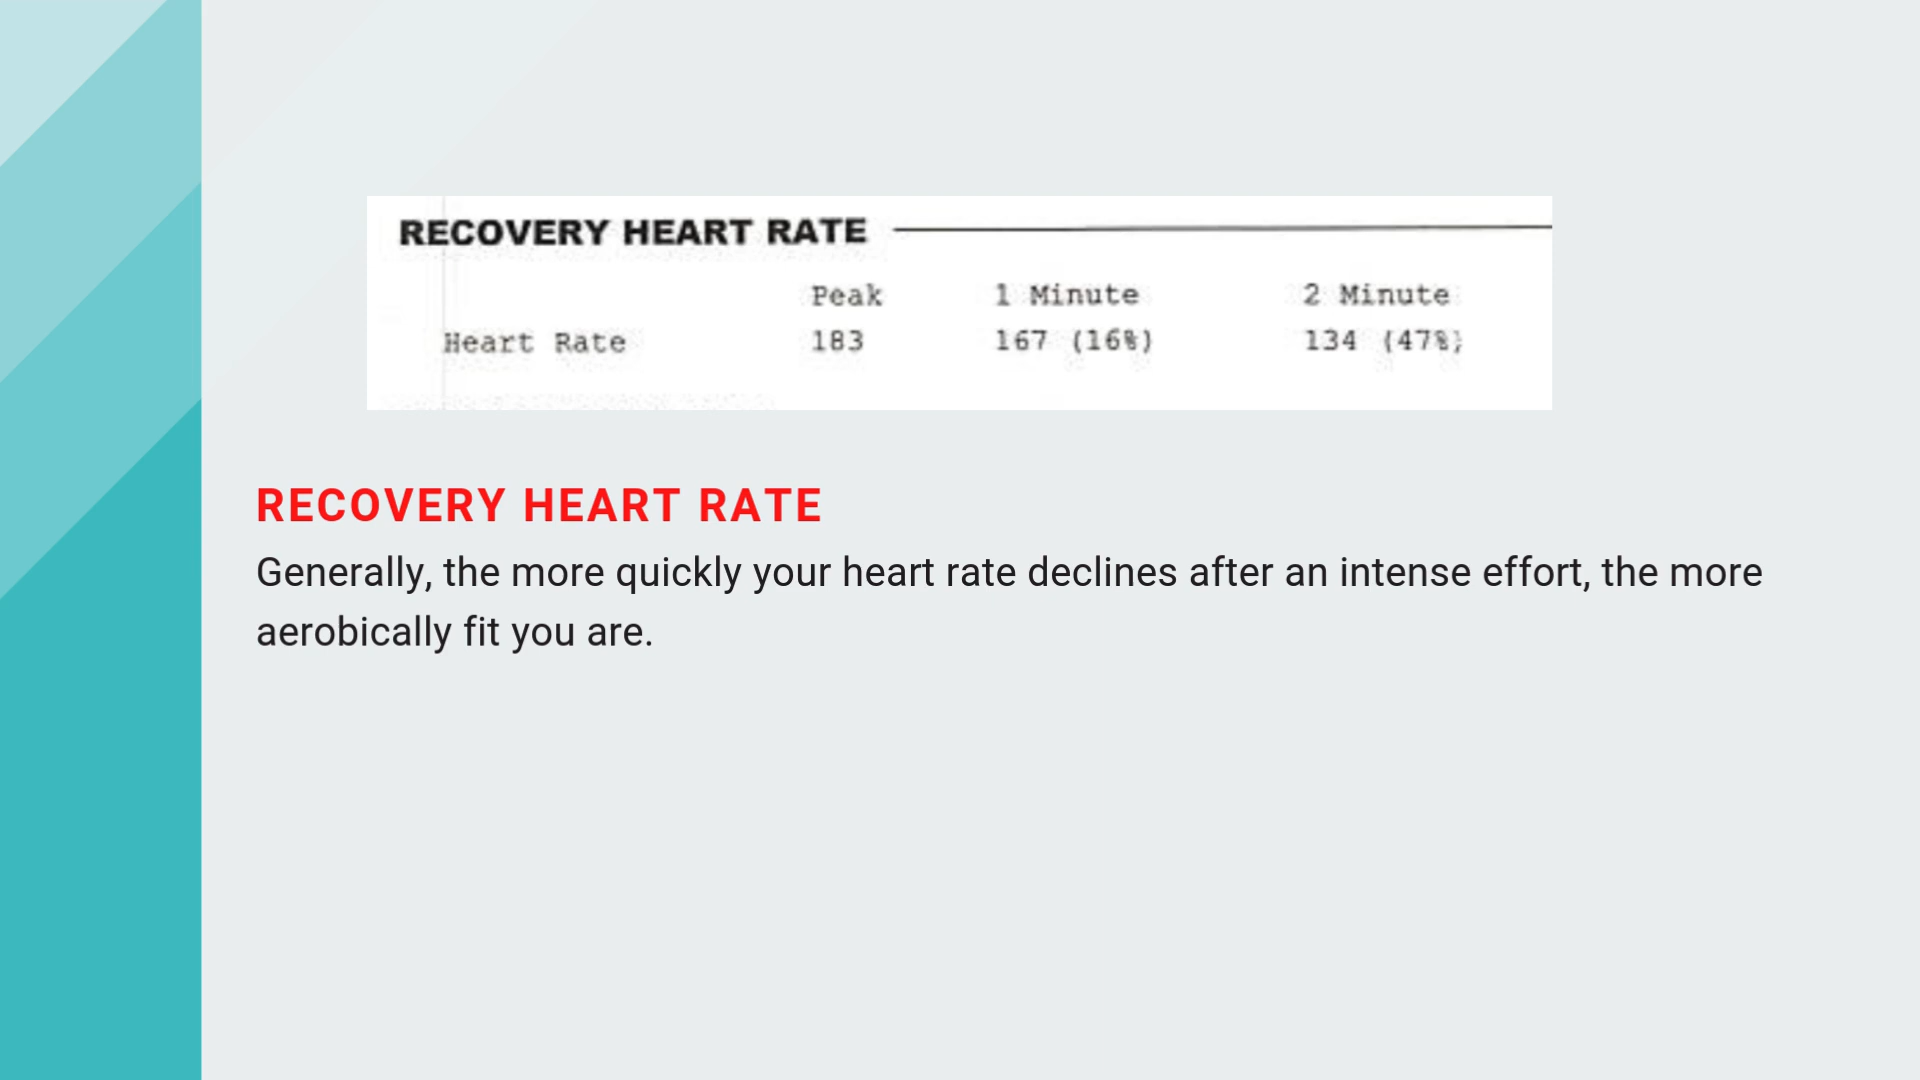 RECOVERY HEART RATE
Peak 1 Minute 2 Minute
Heart Rate 183 167 (16%) 134 (47%)
RECOVERY HEART RATE
Generally, the more quickly your heart rate declines after an intense effort, the more
aerobically fit you are.